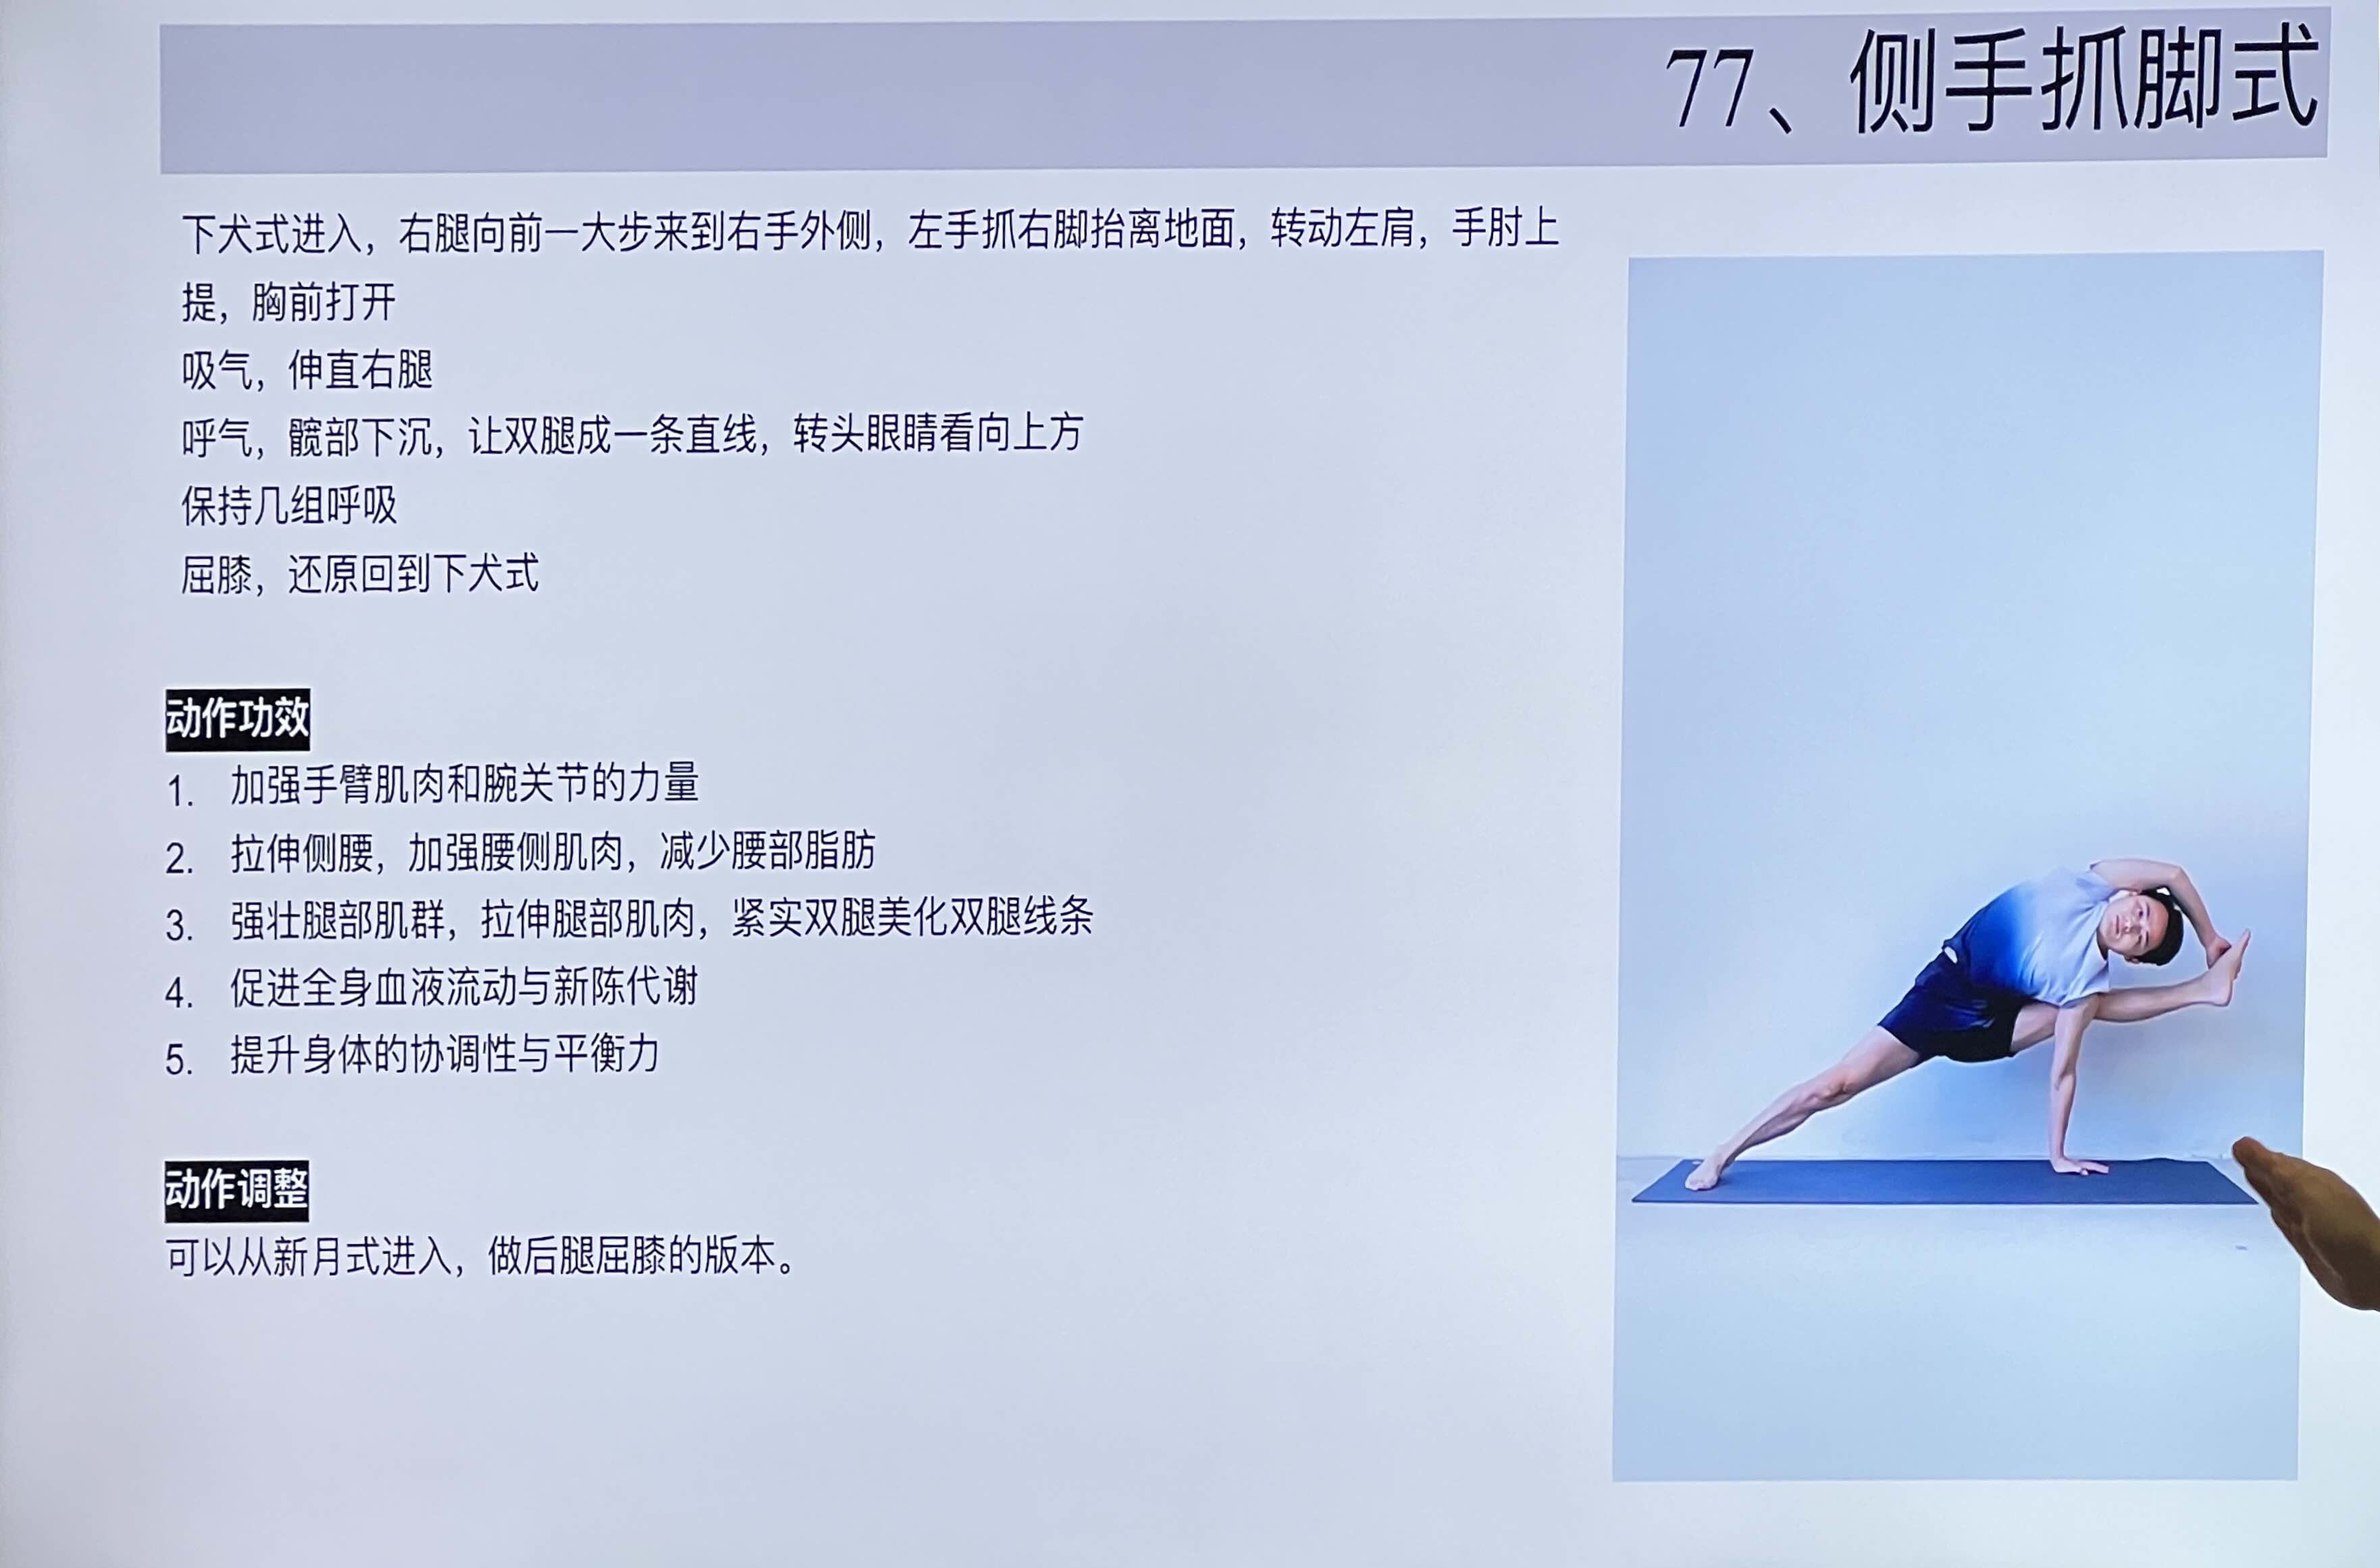 77、侧手抓脚式
下犬式进入，右腿向前一大步来到右手外侧，左手抓右脚抬离地面，转动左肩，手肘上
提，胸前打开
吸气，伸直右腿
呼气，髋部下沉，让双腿成一条直线，转头眼睛看向上方
保持几组呼吸
屈膝，还原回到下犬式
动作功效
1. 加强手臂肌肉和腕关节的力量
2. 拉伸侧腰，加强腰侧肌肉，减少腰部脂肪
3. 强壮腿部肌群，拉伸腿部肌肉，紧实双腿美化双腿线条
4. 促进全身血液流动与新陈代谢
5. 提升身体的协调性与平衡力
动作调整
可以从新月式进入，做后腿屈膝的版本。